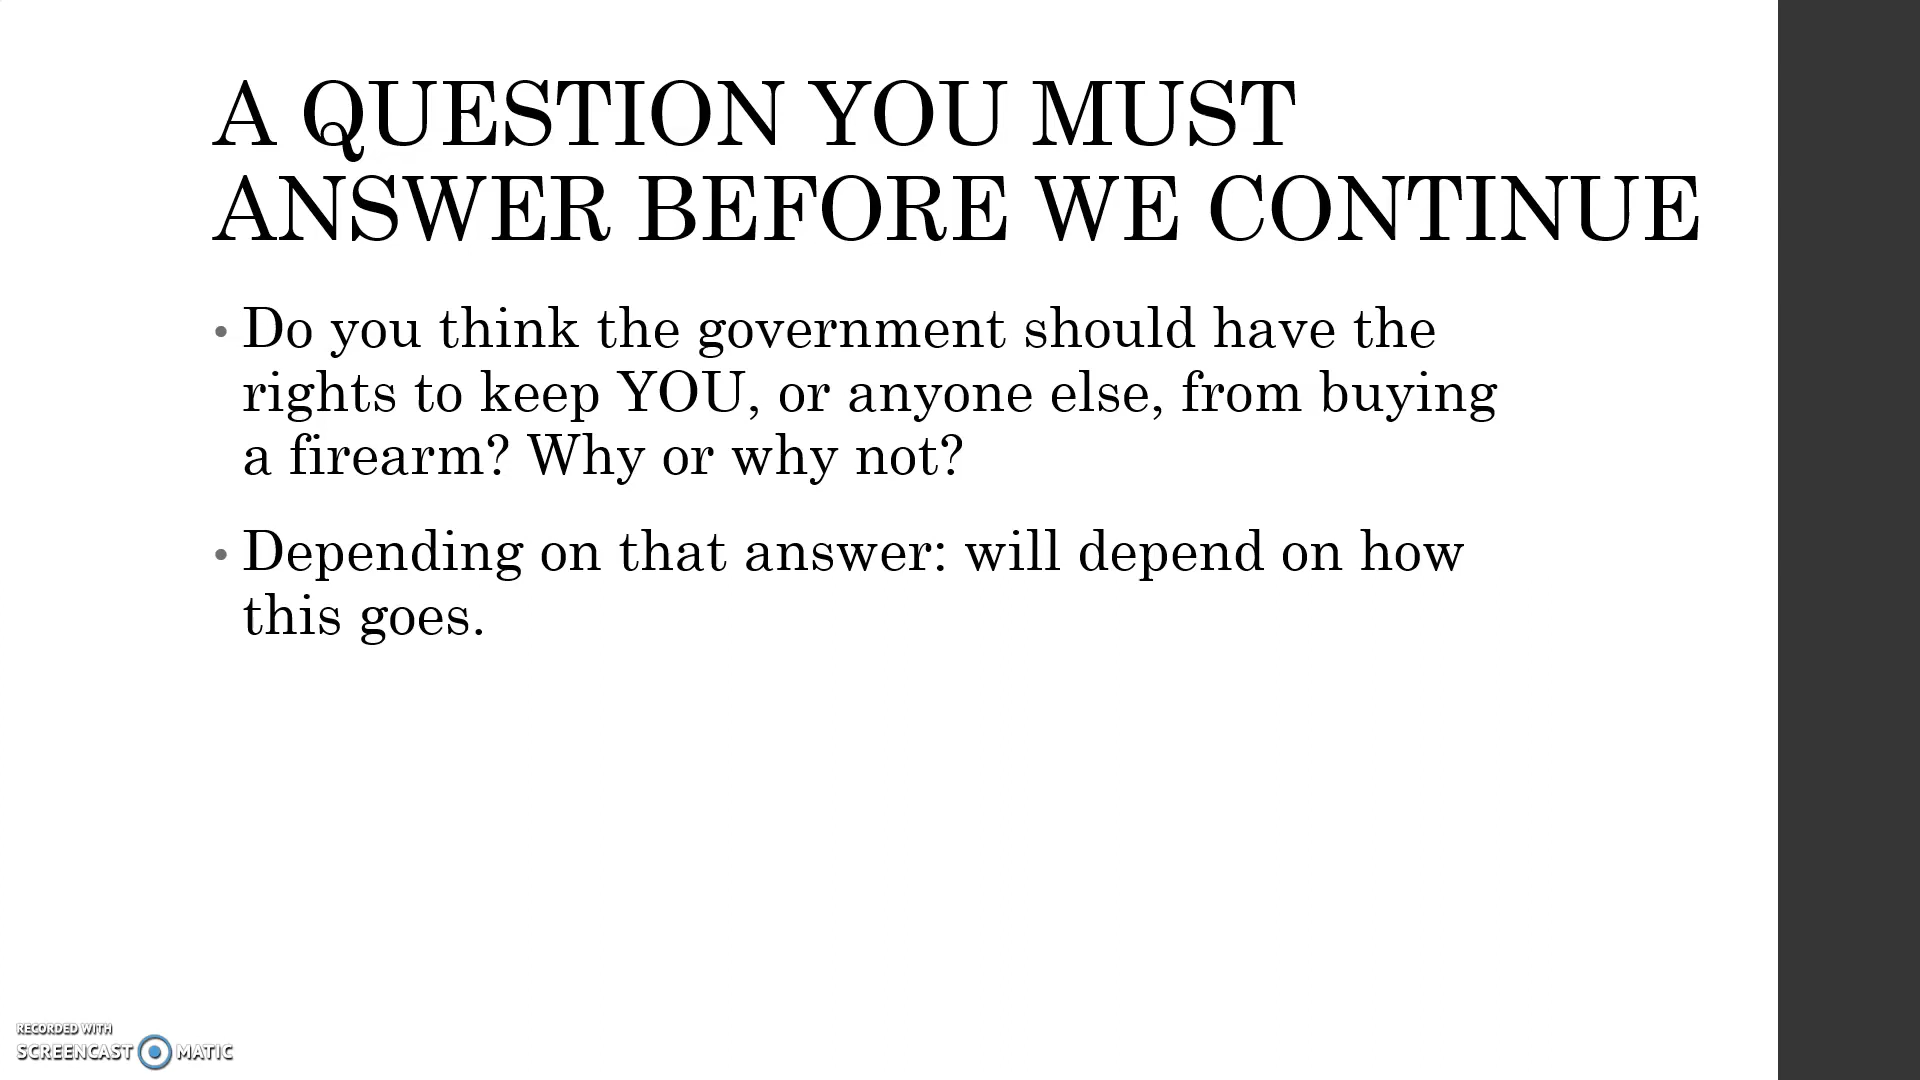 A QUESTION YOU MUST
ANSWER BEFORE WE CONTINUE
• Do you think the government should have the
rights to keep YOU, or anyone else, from buying
a firearm? Why or why not?
• Depending on that answer: will depend on how
this goes.
RECORDED WITH
SCREENCAST MATIC